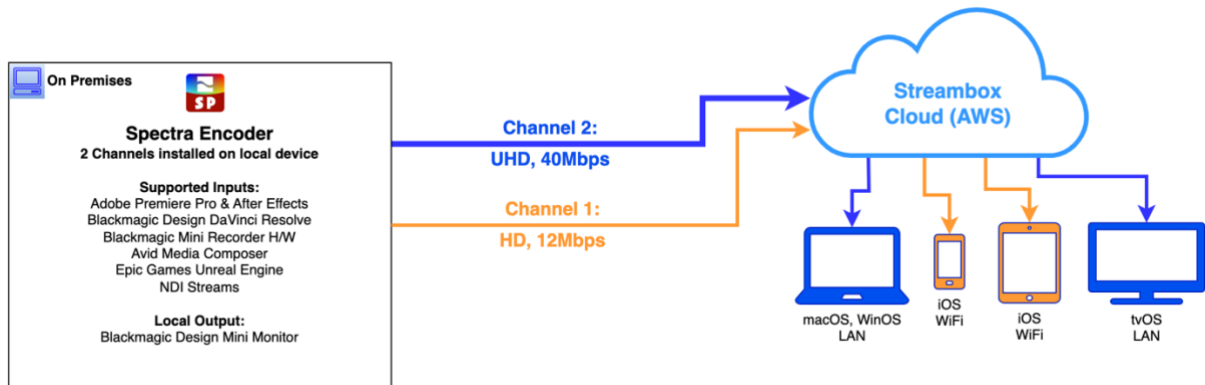 On Premises
SP
Spectra Encoder
2 Channels installed on local device
Supported Inputs:
Adobe Premiere Pro & After Effects
Blackmagic Design DaVinci Resolve
Blackmagic Mini Recorder H/W
Avid Media Composer
Epic Games Unreal Engine
NDI Streams
Local Output:
Blackmagic Design Mini Monitor
Channel 2:
UHD, 40Mbps
Channel 1:
HD, 12Mbps
Streambox
Cloud (AWS)
macOS, WinOS
LAN
iOS
WiFi
iOS
WiFi
tvOS
LAN